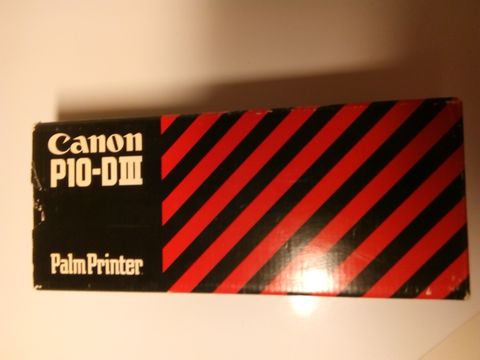 Canon
P10-DIII
Palm Printer